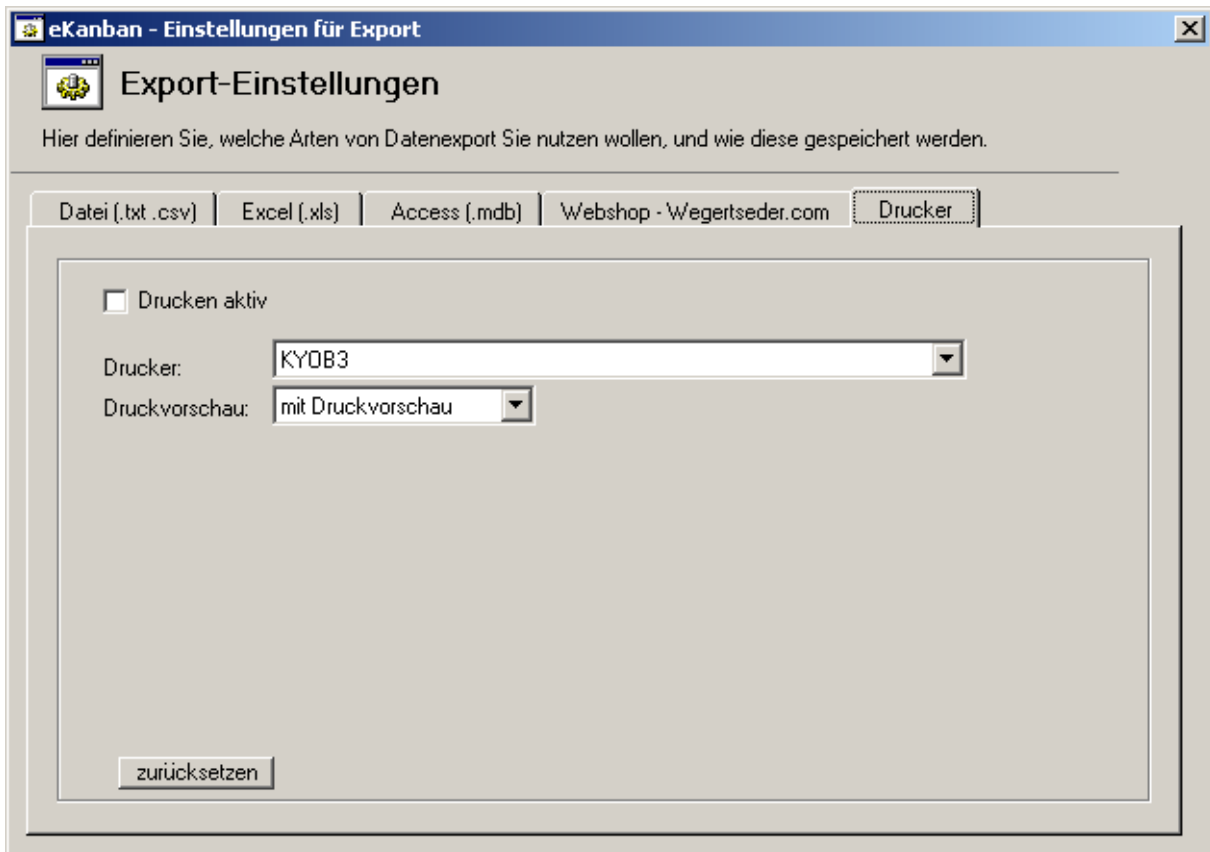 eKanban - Einstellungen für Export
Export-Einstellungen
Hier definieren Sie, welche Arten von Datenexport Sie nutzen wollen, und wie diese gespeichert werden.
Datei (.txt .csv) Excel (.xls) Access (.mdb) Webshop - Wegertseder.com Drucker
Drucken aktiv
Drucker: KYOB3
Druckvorschau: mit Druckvorschau
zurücksetzen